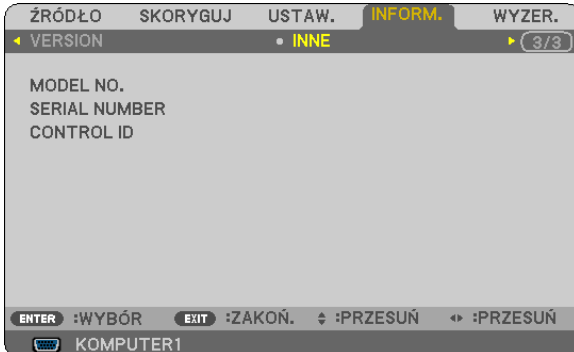 ŹRÓDŁO SKORYGUJ USTAW. INFORM. WYZER.
VERSION INNE 3/3
MODEL NO.
SERIAL NUMBER
CONTROL ID
ENTER :WYBÓR EXIT :ZAKOŃ. :PRZESUŃ :PRZESUŃ
KOMPUTER1